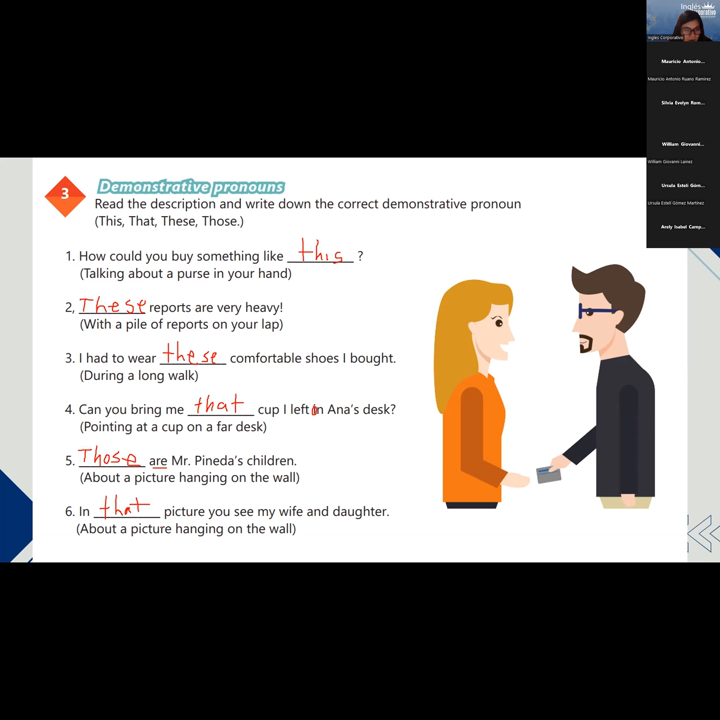 Inglés
corporativo
Inglés Corporativo
Mauricio Antonio...
Mauricio Antonio Ruano Ramirez
Silvia Evelyn Rom...
William Giovanni...
William Giovanni Lamez
Ursula Esteli Góm...
Ursula Esteli Gómez Martínez
Arely Isabel Camp...
3
Demonstrative pronouns
Read the description and write down the correct demonstrative pronoun
(This, That, These, Those.)
1. How could you buy something like this ?
(Talking about a purse in your hand)
2, These reports are very heavy!
(With a pile of reports on your lap)
3. I had to wear these comfortable shoes I bought.
(During a long walk)
4. Can you bring me that cup I left on Ana's desk?
(Pointing at a cup on a far desk)
5. Those are Mr. Pineda's children.
(About a picture hanging on the wall)
6. In that picture you see my wife and daughter.
(About a picture hanging on the wall)